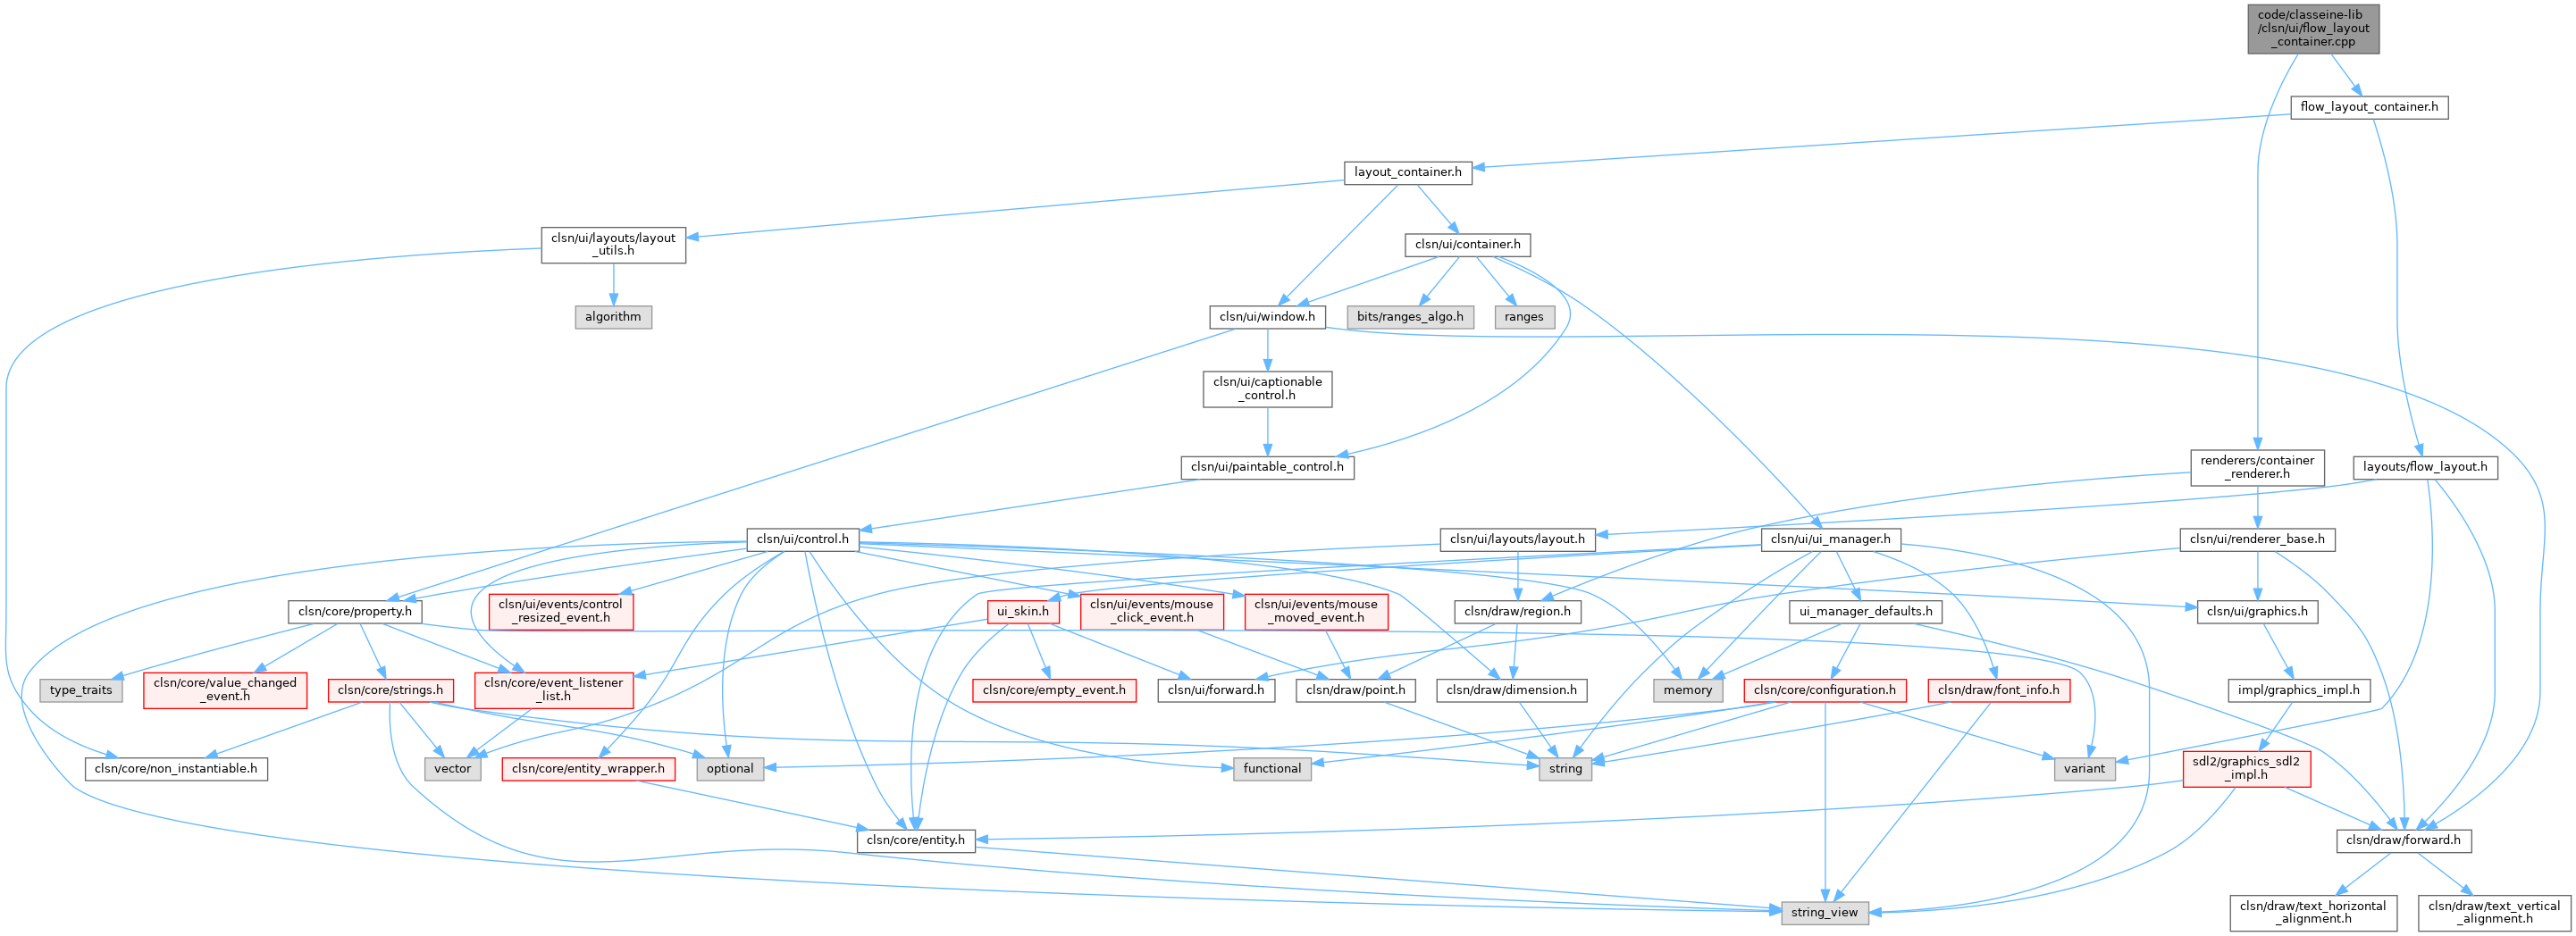 code/classeine-lib
/clsn/ui/flow_layout
_container.cpp
flow_layout_container.h
layout_container.h
clsn/ui/layouts/layout
_utils.h
clsn/ui/container.h
algorithm
clsn/ui/window.h
bits/ranges_algo.h
ranges
clsn/ui/captionable
_control.h
clsn/ui/paintable_control.h
renderers/container
_renderer.h
layouts/flow_layout.h
clsn/ui/control.h
clsn/ui/layouts/layout.h
clsn/ui/ui_manager.h
clsn/ui/renderer_base.h
clsn/core/property.h
clsn/ui/events/control
_resized_event.h
ui_skin.h
clsn/ui/events/mouse
_click_event.h
clsn/ui/events/mouse
_moved_event.h
clsn/draw/region.h
ui_manager_defaults.h
clsn/ui/graphics.h
type_traits
clsn/core/value_changed
_event.h
clsn/core/strings.h
clsn/core/event_listener
_list.h
clsn/core/empty_event.h
clsn/ui/forward.h
clsn/draw/point.h
clsn/draw/dimension.h
memory
clsn/core/configuration.h
clsn/draw/font_info.h
impl/graphics_impl.h
clsn/core/non_instantiable.h
vector
clsn/core/entity_wrapper.h
optional
functional
string
variant
sdl2/graphics_sdl2
_impl.h
clsn/core/entity.h
clsn/draw/forward.h
string_view
clsn/draw/text_horizontal
_alignment.h
clsn/draw/text_vertical
_alignment.h